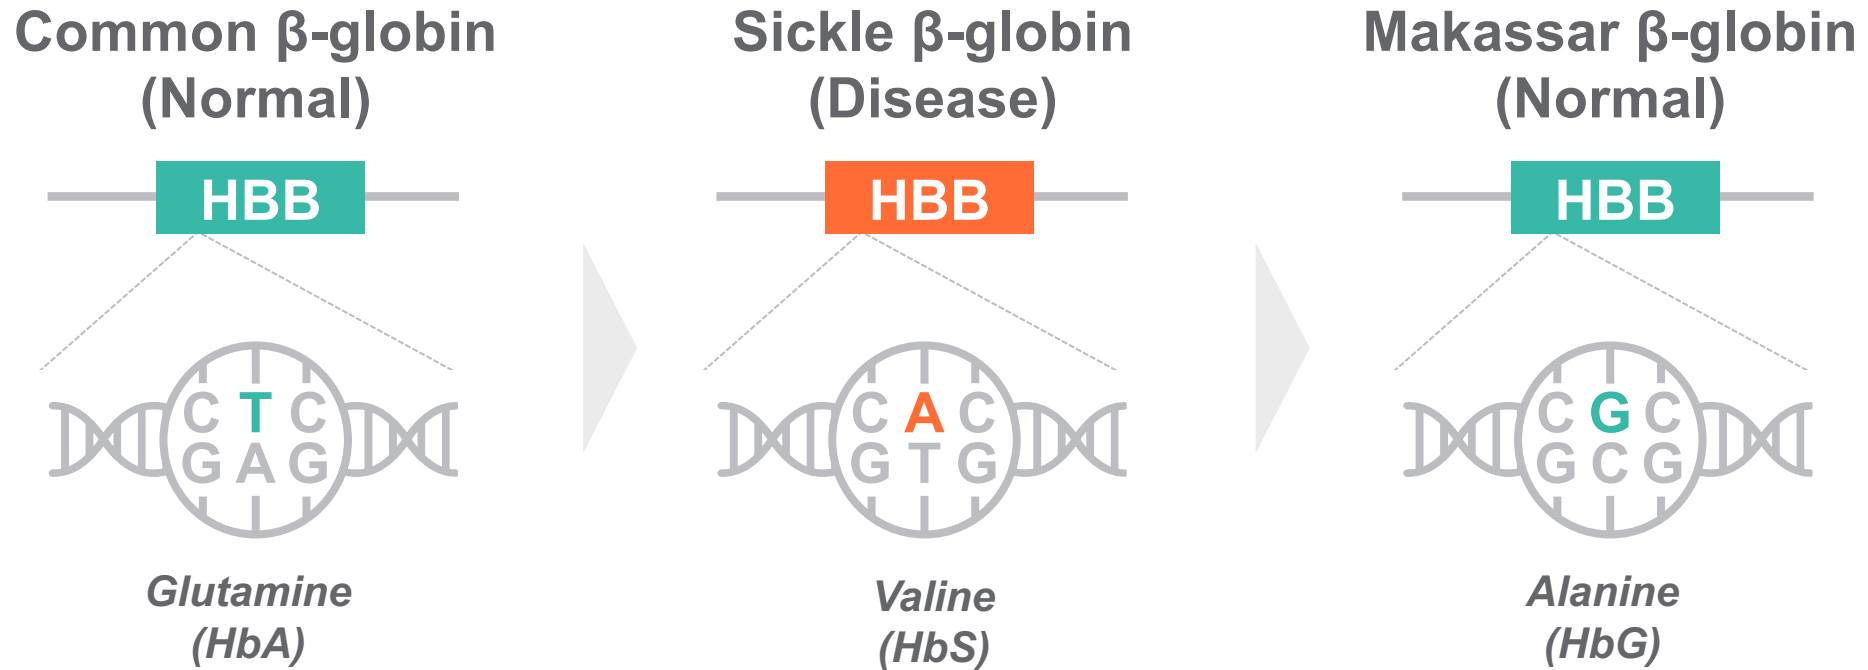 Common β-globin
(Normal)
HBB
C T C
G A G
Glutamine
(HbA)
Sickle β-globin
(Disease)
HBB
C A C
G T G
Valine
(HbS)
Makassar β-globin
(Normal)
HBB
C G C
G C G
Alanine
(HbG)